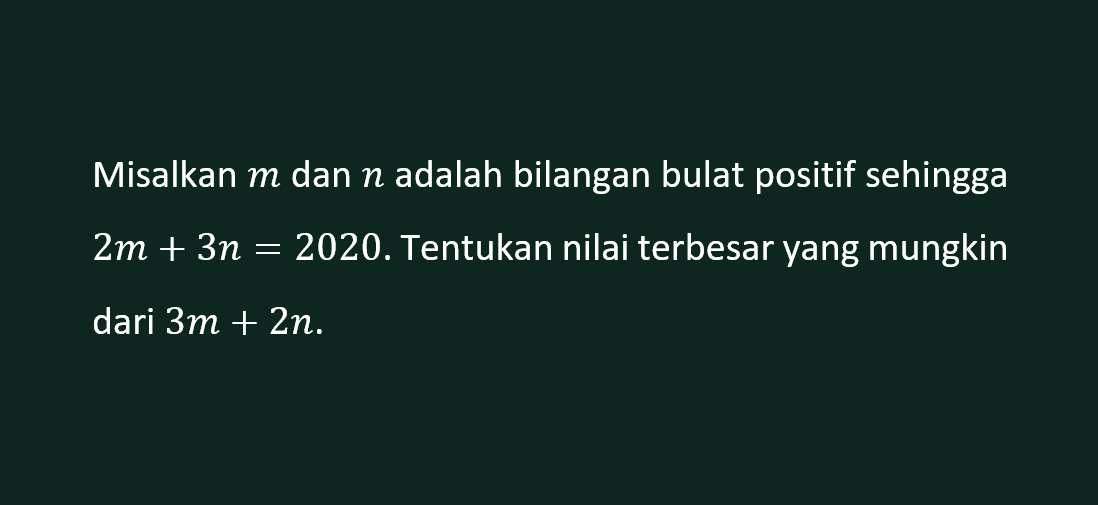 Misalkan m dan n adalah bilangan bulat positif sehingga
2m + 3n = 2020. Tentukan nilai terbesar yang mungkin
dari 3m + 2n.